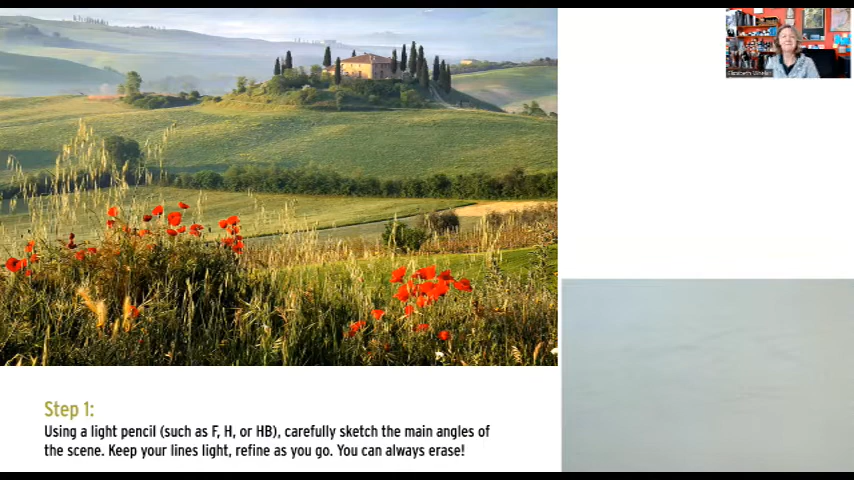 Step 1:
Using a light pencil (such as F, H, or HB), carefully sketch the main angles of
the scene. Keep your lines light, refine as you go. You can always erase!